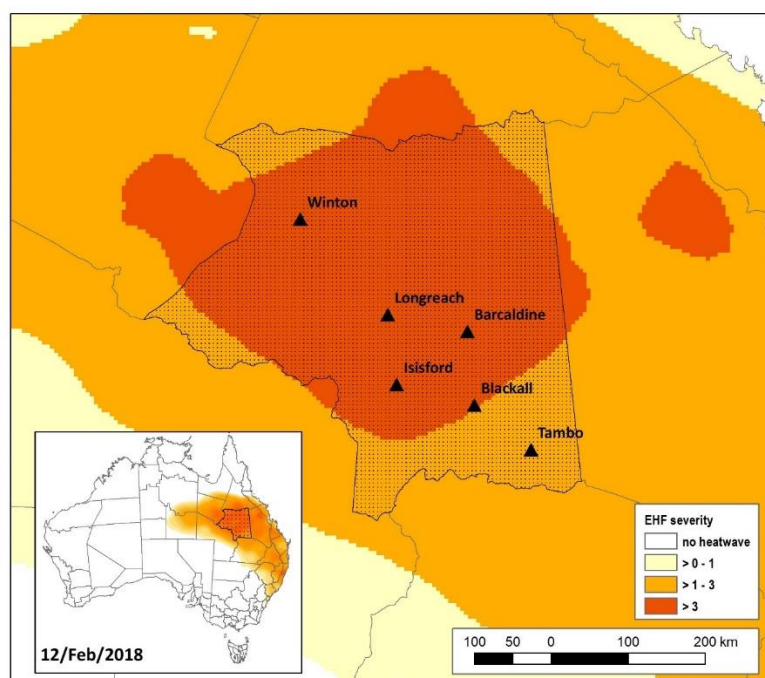 Winton
Longreach
Barcaldine
Isisford
Blackall
Tambo
EHF severity
no heatwave
> 0 - 1
> 1 - 3
> 3
12/Feb/2018
100 50 0 100 200 km